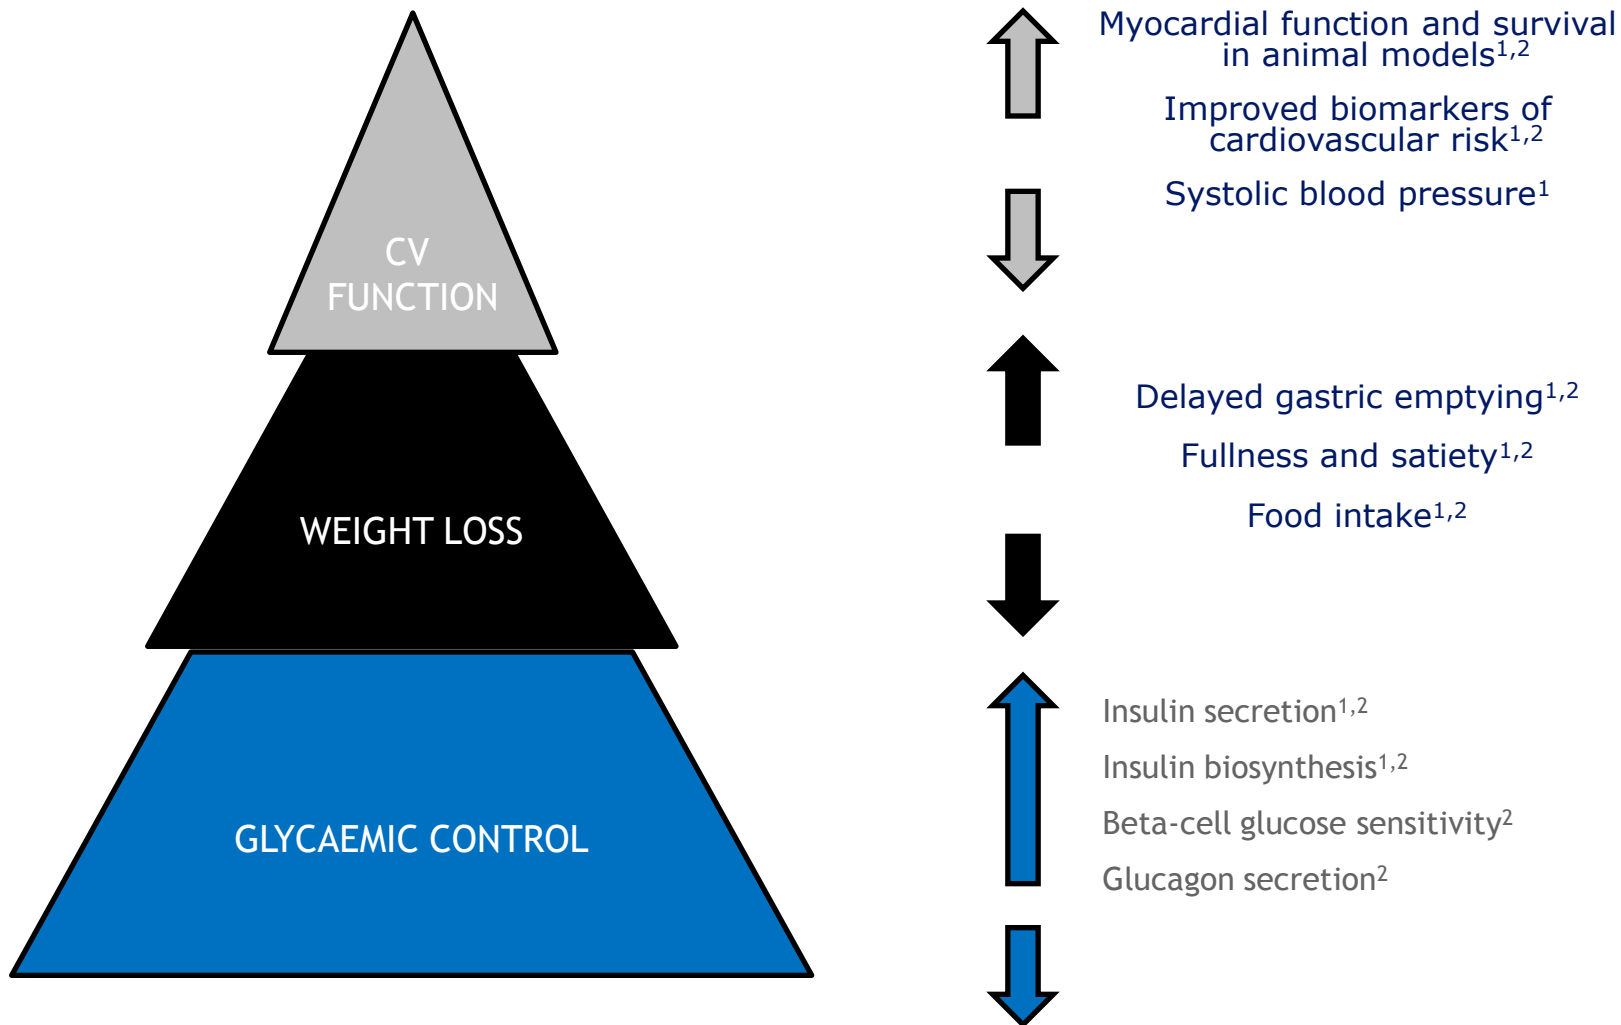 CV
FUNCTION
WEIGHT LOSS
GLYCAEMIC CONTROL
Myocardial function and survival
in animal models1,2
Improved biomarkers of
cardiovascular risk1,2
Systolic blood pressure1
Delayed gastric emptying1,2
Fullness and satiety1,2
Food intake1,2
Insulin secretion1,2
Insulin biosynthesis1,2
Beta-cell glucose sensitivity2
Glucagon secretion2